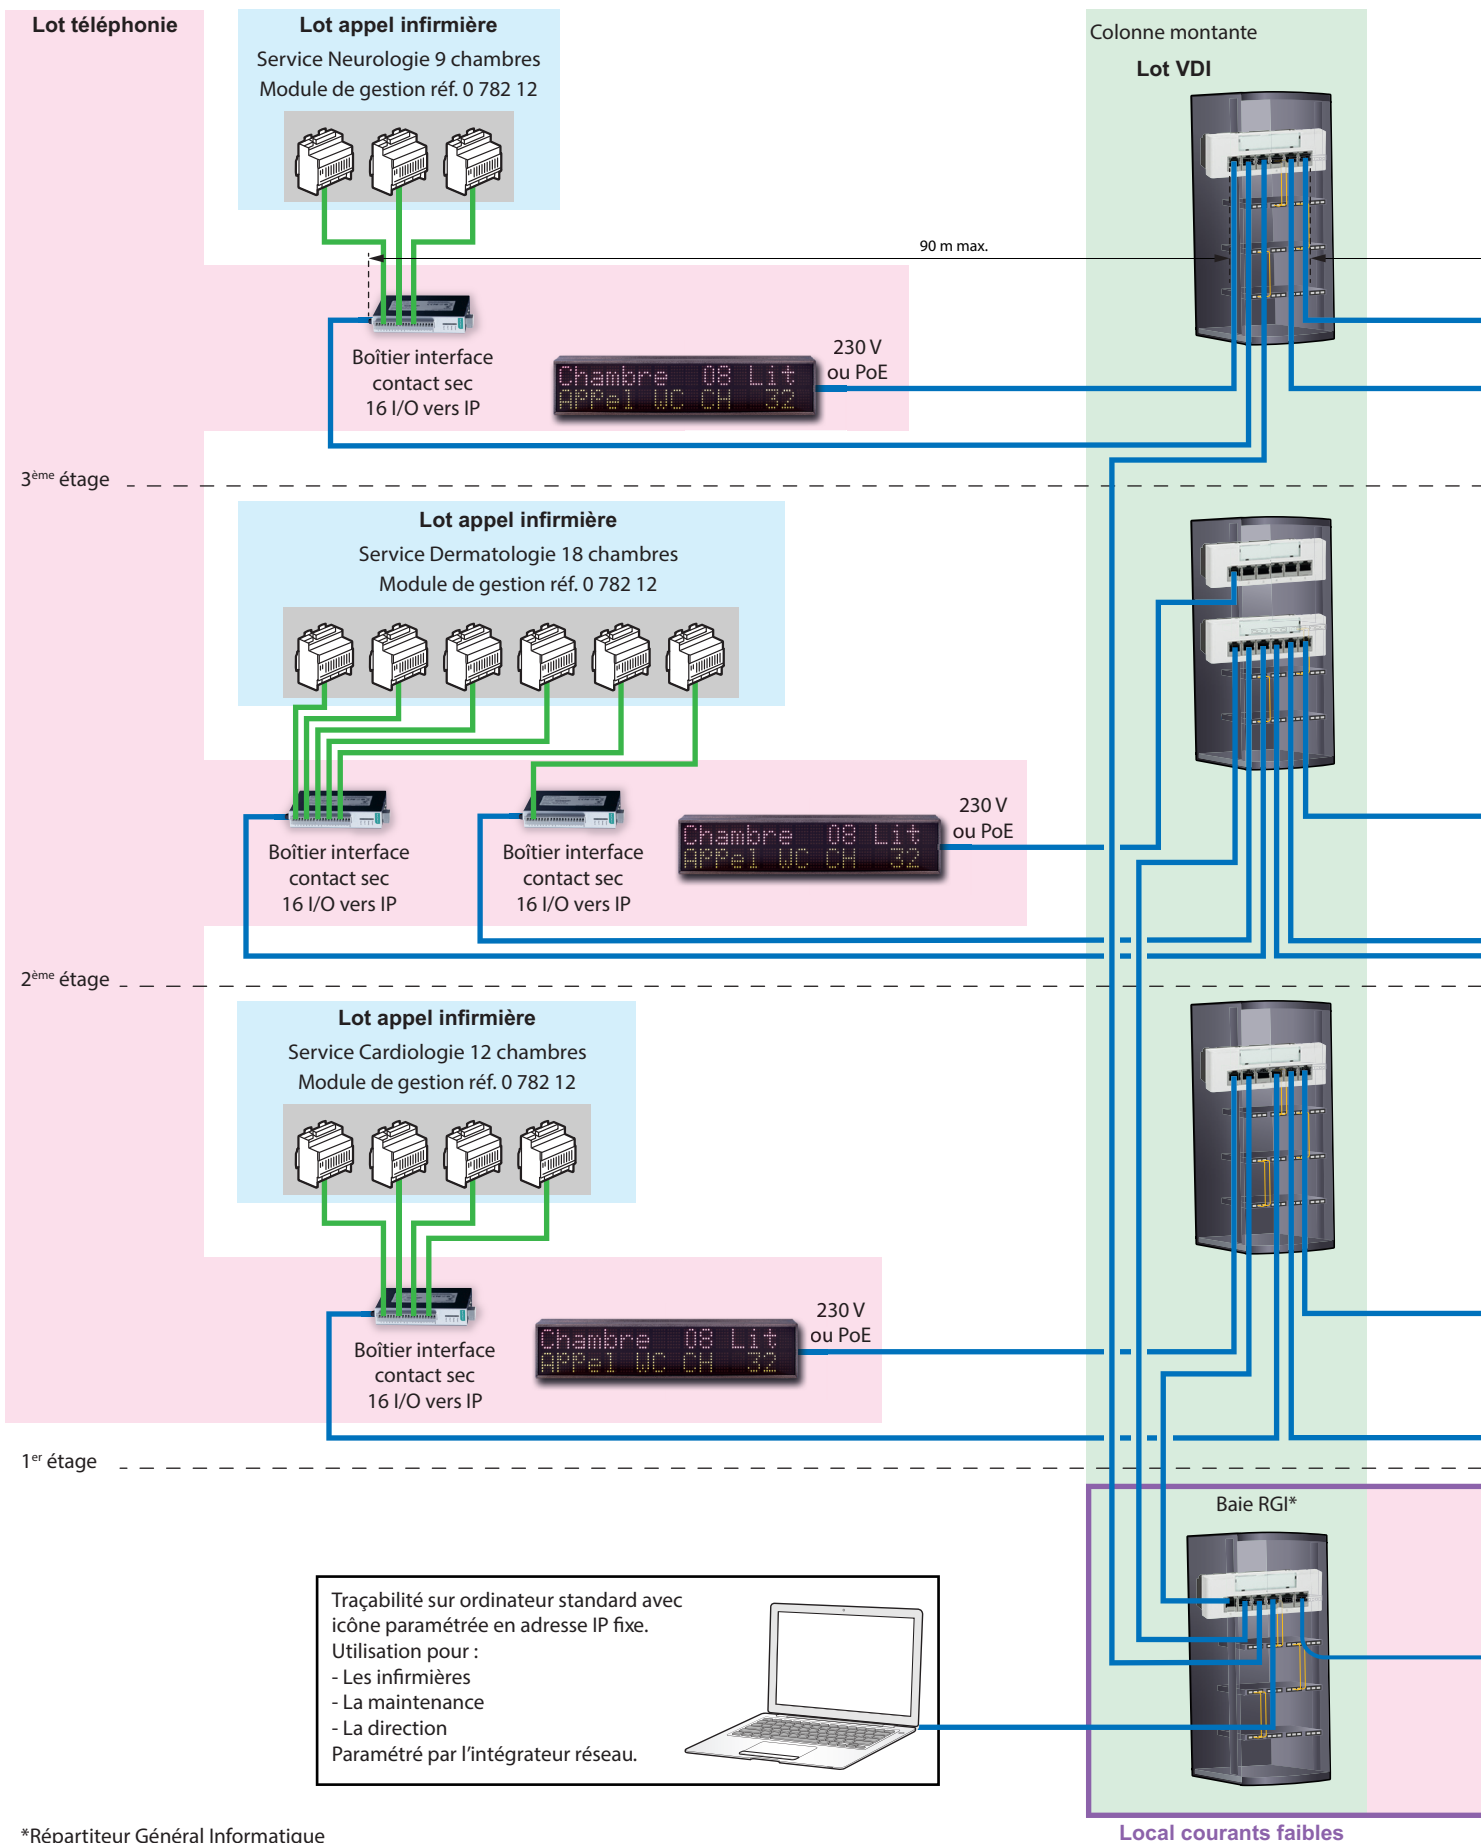 Lot téléphonie
Lot appel infirmière
Service Neurologie 9 chambres
Module de gestion réf. 0 782 12
Colonne montante
Lot VDI
90 m max.
Boîtier interface
contact sec
16 I/O vers IP
Chambre 08 Lit
APPel WC CH 32
230 V
ou PoE
3ème étage
Lot appel infirmière
Service Dermatologie 18 chambres
Module de gestion réf. 0 782 12
Boîtier interface
contact sec
16 I/O vers IP
Boîtier interface
contact sec
16 I/O vers IP
Chambre 08 Lit
APPel WC CH 32
230 V
ou PoE
2ème étage
Lot appel infirmière
Service Cardiologie 12 chambres
Module de gestion réf. 0 782 12
Boîtier interface
contact sec
16 I/O vers IP
Chambre 08 Lit
APPel WC CH 32
230 V
ou PoE
1er étage
Baie RGI*
Traçabilité sur ordinateur standard avec
icône paramétrée en adresse IP fixe.
Utilisation pour :
- Les infirmières
- La maintenance
- La direction
Paramétré par l'intégrateur réseau.
*Répartiteur Général Informatique
Local courants faibles